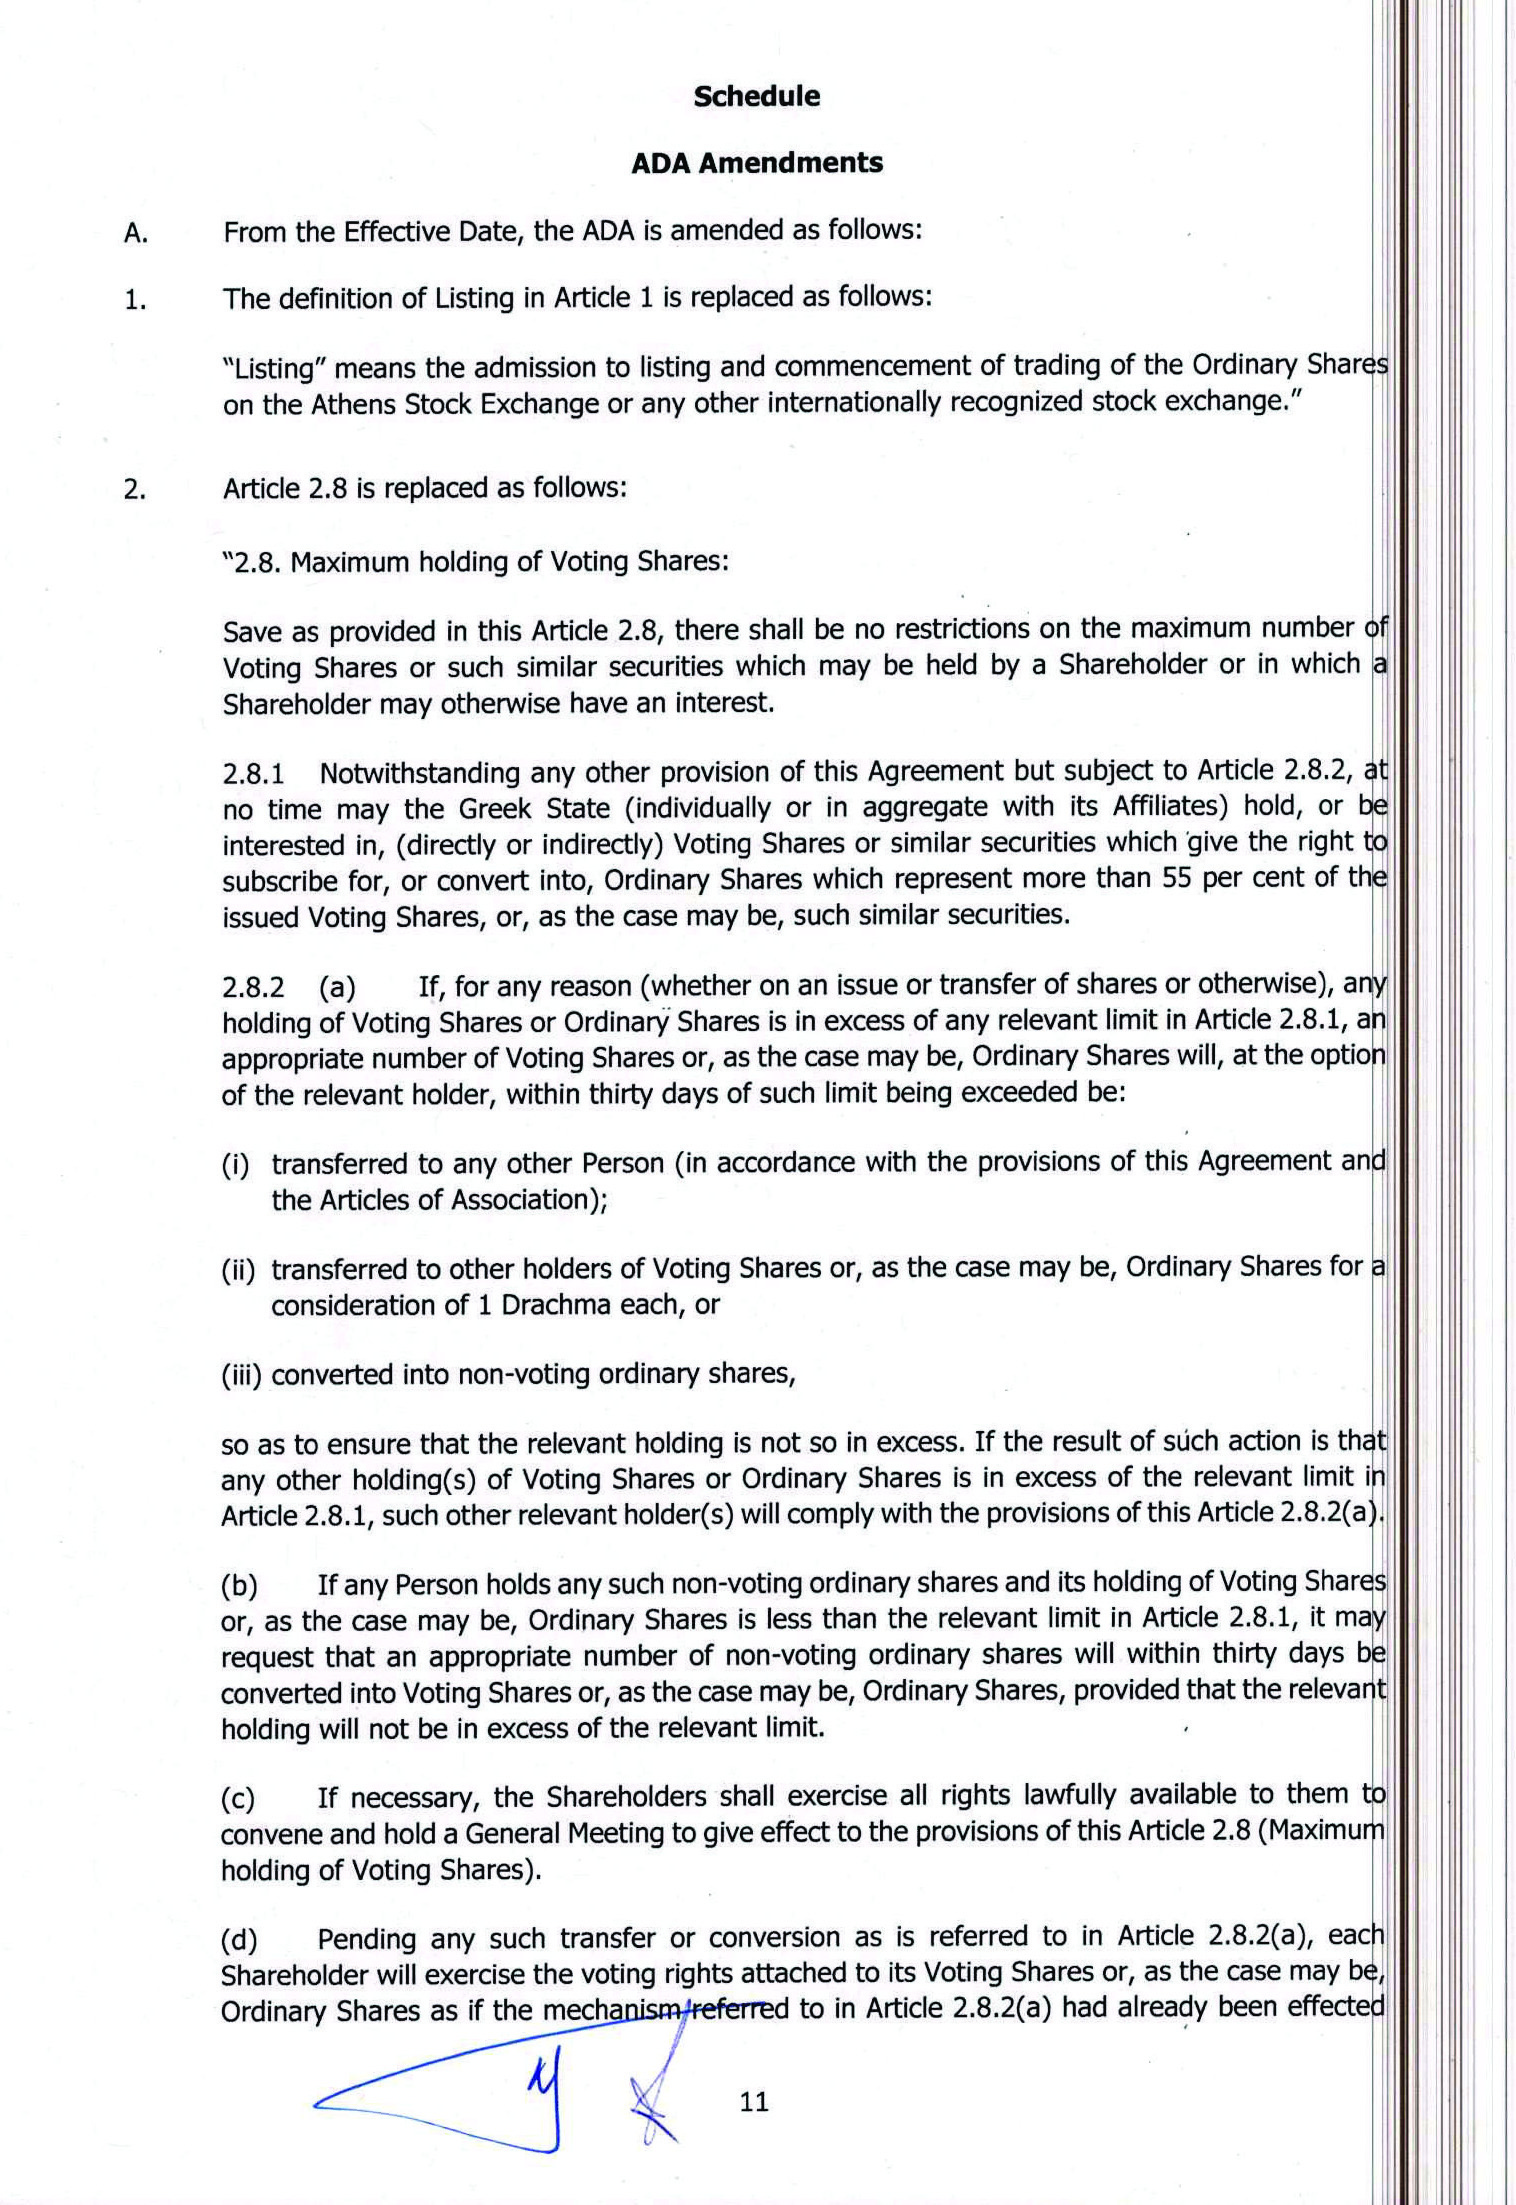 Schedule
ADA Amendments
A. From the Effective Date, the ADA is amended as follows:
1. The definition of Listing in Article 1 is replaced as follows:
“Listing” means the admission to listing and commencement of trading of the Ordinary Shares
on the Athens Stock Exchange or any other internationally recognized stock exchange.”
2. Article 2.8 is replaced as follows:
“2.8. Maximum holding of Voting Shares:
Save as provided in this Article 2.8, there shall be no restrictions on the maximum number of
Voting Shares or such similar securities which may be held by a Shareholder or in which a
Shareholder may otherwise have an interest.
2.8.1 Notwithstanding any other provision of this Agreement but subject to Article 2.8.2, at
no time may the Greek State (individually or in aggregate with its Affiliates) hold, or be
interested in, (directly or indirectly) Voting Shares or similar securities which give the right to
subscribe for, or convert into, Ordinary Shares which represent more than 55 per cent of the
issued Voting Shares, or, as the case may be, such similar securities.
2.8.2 (a) If, for any reason (whether on an issue or transfer of shares or otherwise), any
holding of Voting Shares or Ordinary Shares is in excess of any relevant limit in Article 2.8.1, an
appropriate number of Voting Shares or, as the case may be, Ordinary Shares will, at the option
of the relevant holder, within thirty days of such limit being exceeded be:
(i) transferred to any other Person (in accordance with the provisions of this Agreement and
the Articles of Association);
(ii) transferred to other holders of Voting Shares or, as the case may be, Ordinary Shares for a
consideration of 1 Drachma each, or
(iii) converted into non-voting ordinary shares,
so as to ensure that the relevant holding is not so in excess. If the result of such action is that
any other holding(s) of Voting Shares or Ordinary Shares is in excess of the relevant limit in
Article 2.8.1, such other relevant holder(s) will comply with the provisions of this Article 2.8.2(a).
(b) If any Person holds any such non-voting ordinary shares and its holding of Voting Shares
or, as the case may be, Ordinary Shares is less than the relevant limit in Article 2.8.1, it may
request that an appropriate number of non-voting ordinary shares will within thirty days be
converted into Voting Shares or, as the case may be, Ordinary Shares, provided that the relevant
holding will not be in excess of the relevant limit.
(c) If necessary, the Shareholders shall exercise all rights lawfully available to them to
convene and hold a General Meeting to give effect to the provisions of this Article 2.8 (Maximum
holding of Voting Shares).
(d) Pending any such transfer or conversion as is referred to in Article 2.8.2(a), each
Shareholder will exercise the voting rights attached to its Voting Shares or, as the case may be,
Ordinary Shares as if the mechanism referred to in Article 2.8.2(a) had already been effected
11